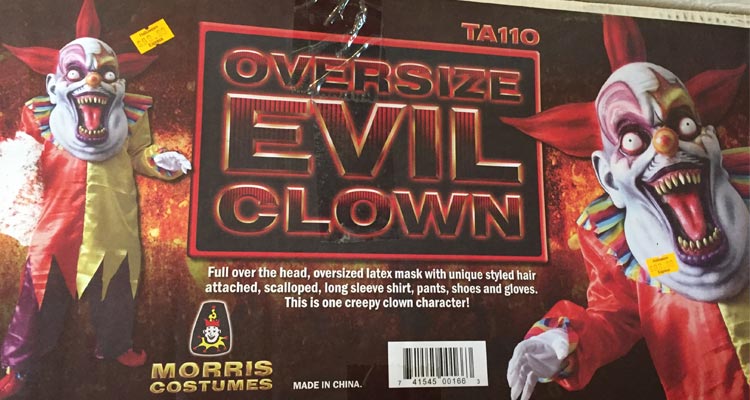 TA110
OVERSIZE
EVIL
CLOWN
Full over the head, oversized latex mask with unique styled hair
attached, scalloped, long sleeve shirt, pants, shoes and gloves.
This is one creepy clown character!
MORRIS
COSTUMES
MADE IN CHINA.
7 41545 00166 3